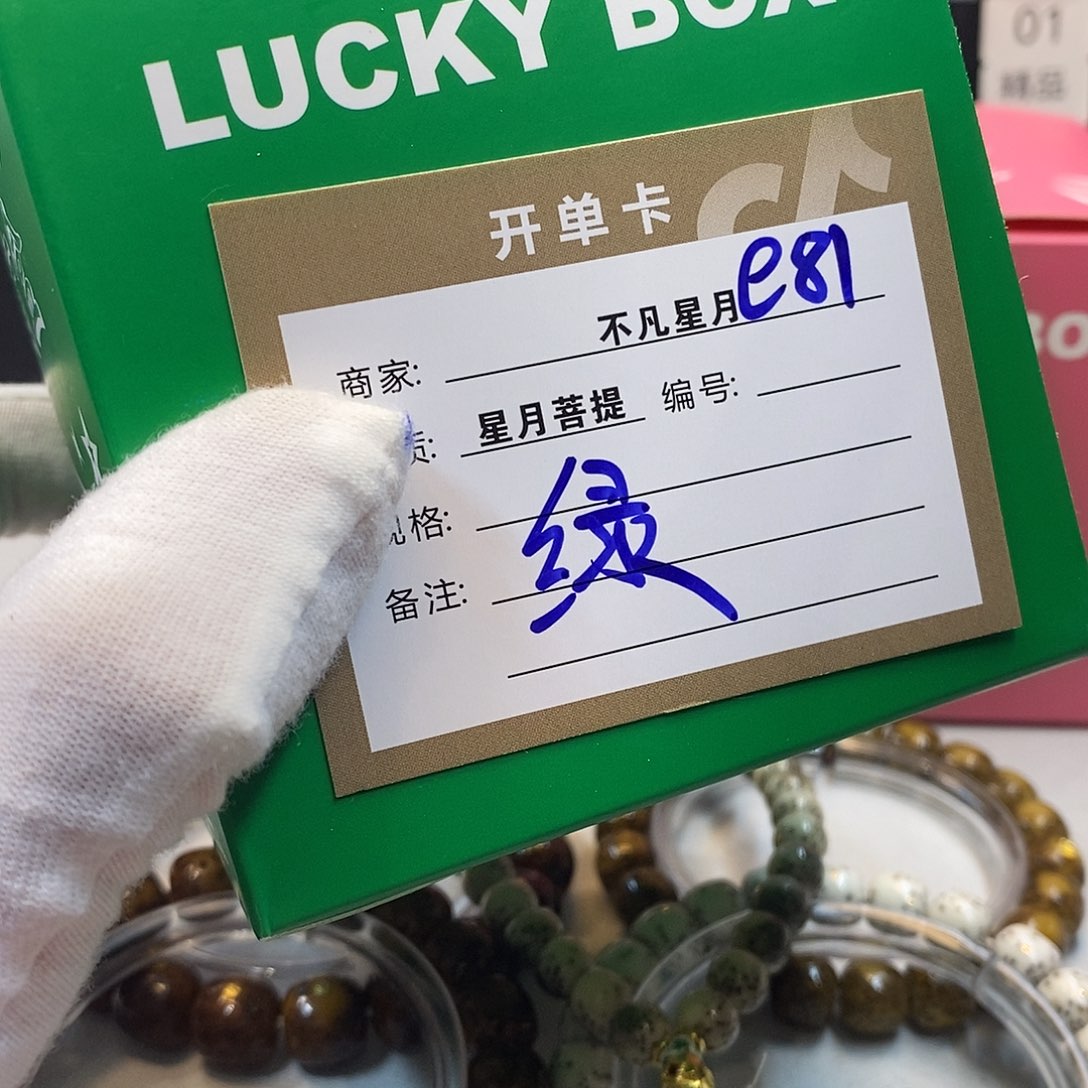 LUCKY BOX
01
精品
开单卡
商家: 不凡星月 e81
质: 星月菩提 编号:
规格:
绿
备注:
BO